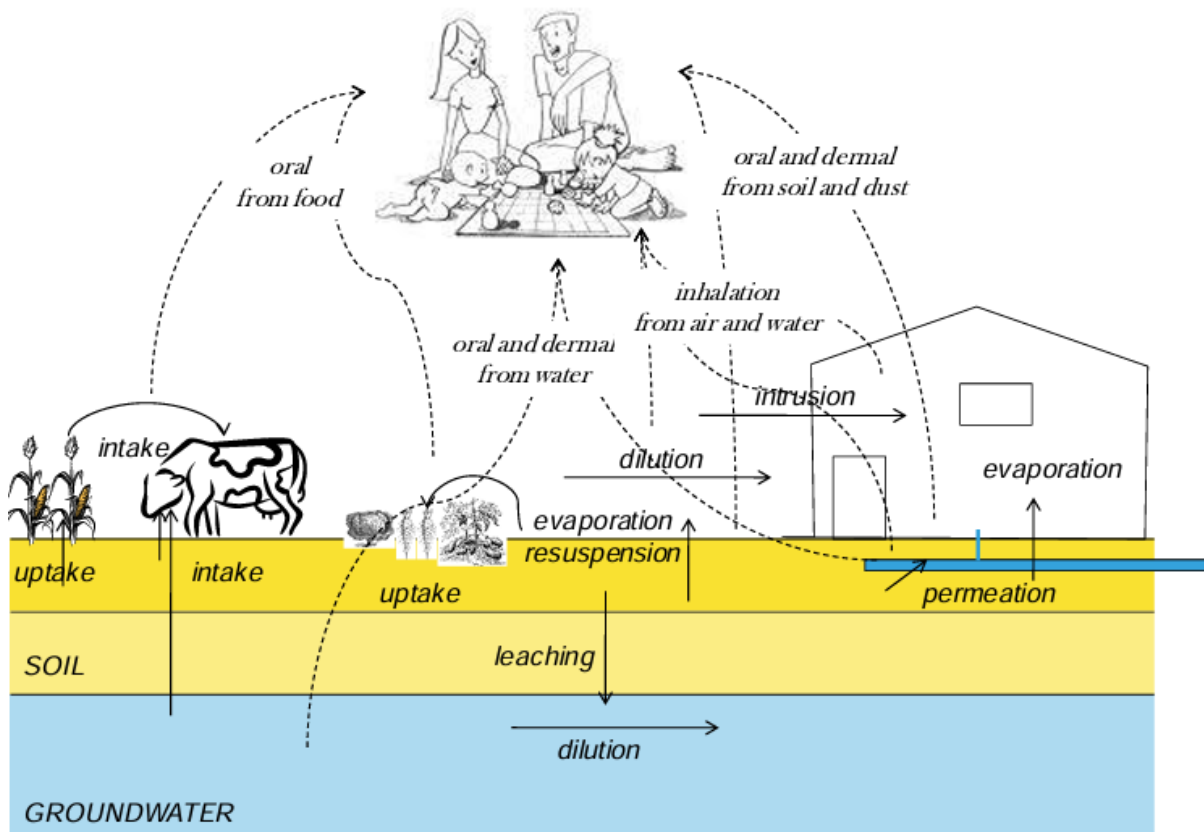 oral
from food
oral and dermal
from soil and dust
inhalation
from air and water
oral and dermal
from water
intrusion
intake
dilution
evaporation
evaporation
resuspension
uptake
intake
uptake
permeation
leaching
SOIL
dilution
GROUNDWATER